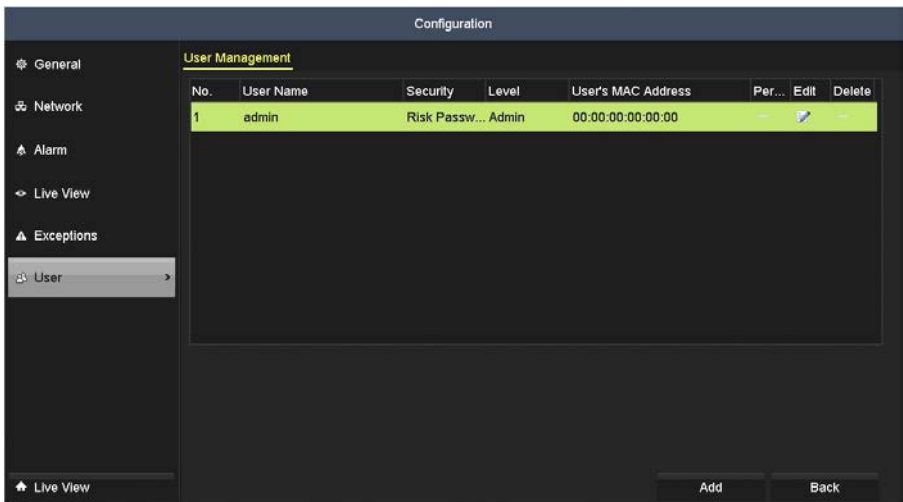 Configuration
General
Network
Alarm
Live View
Exceptions
User
User Management
No. User Name Security Level User's MAC Address Per... Edit Delete
1 admin Risk Passw... Admin 00:00:00:00:00:00
Live View
Add Back